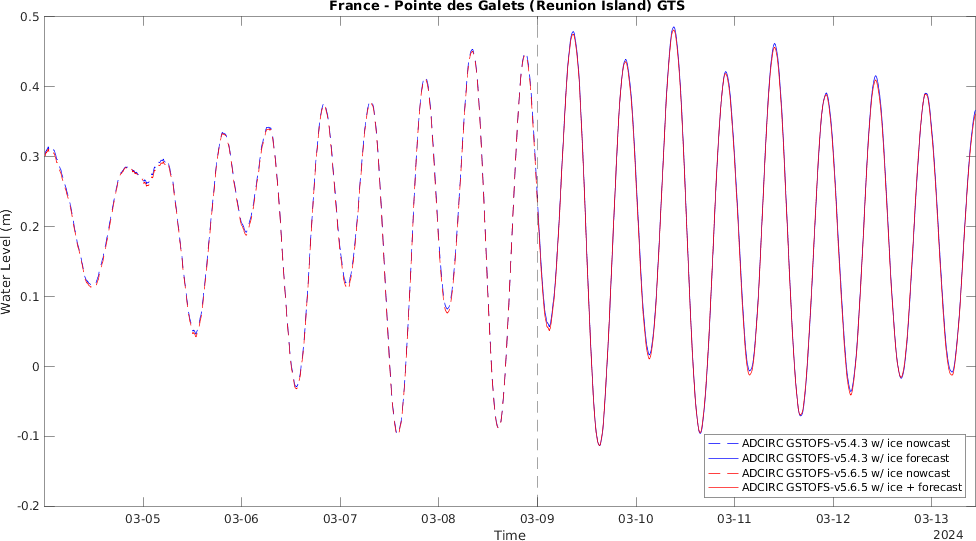 France - Pointe des Galets (Reunion Island) GTS
0.5
0.4
0.3
0.2
0.1
0
-0.1
-0.2
Water Level (m)
ADCIRC GSTOFS-v5.4.3 w/ ice nowcast
ADCIRC GSTOFS-v5.4.3 w/ ice forecast
ADCIRC GSTOFS-v5.6.5 w/ ice nowcast
ADCIRC GSTOFS-v5.6.5 w/ ice + forecast
03-05 03-06 03-07 03-08 03-09 03-10 03-11 03-12 03-13
Time
2024